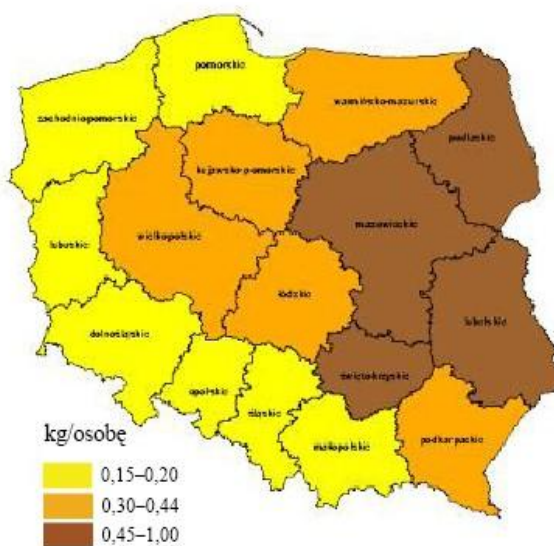 pomorskie
warmińsko-mazurskie
zachodniopomorskie
podlaskie
kujawsko-pomorskie
mazowieckie
lubuskie
wielkopolskie
łódzkie
lubelskie
dolnośląskie
świętokrzyskie
opolskie
śląskie
podkarpackie
małopolskie
kg/osobę
0,15–0,20
0,30–0,44
0,45–1,00